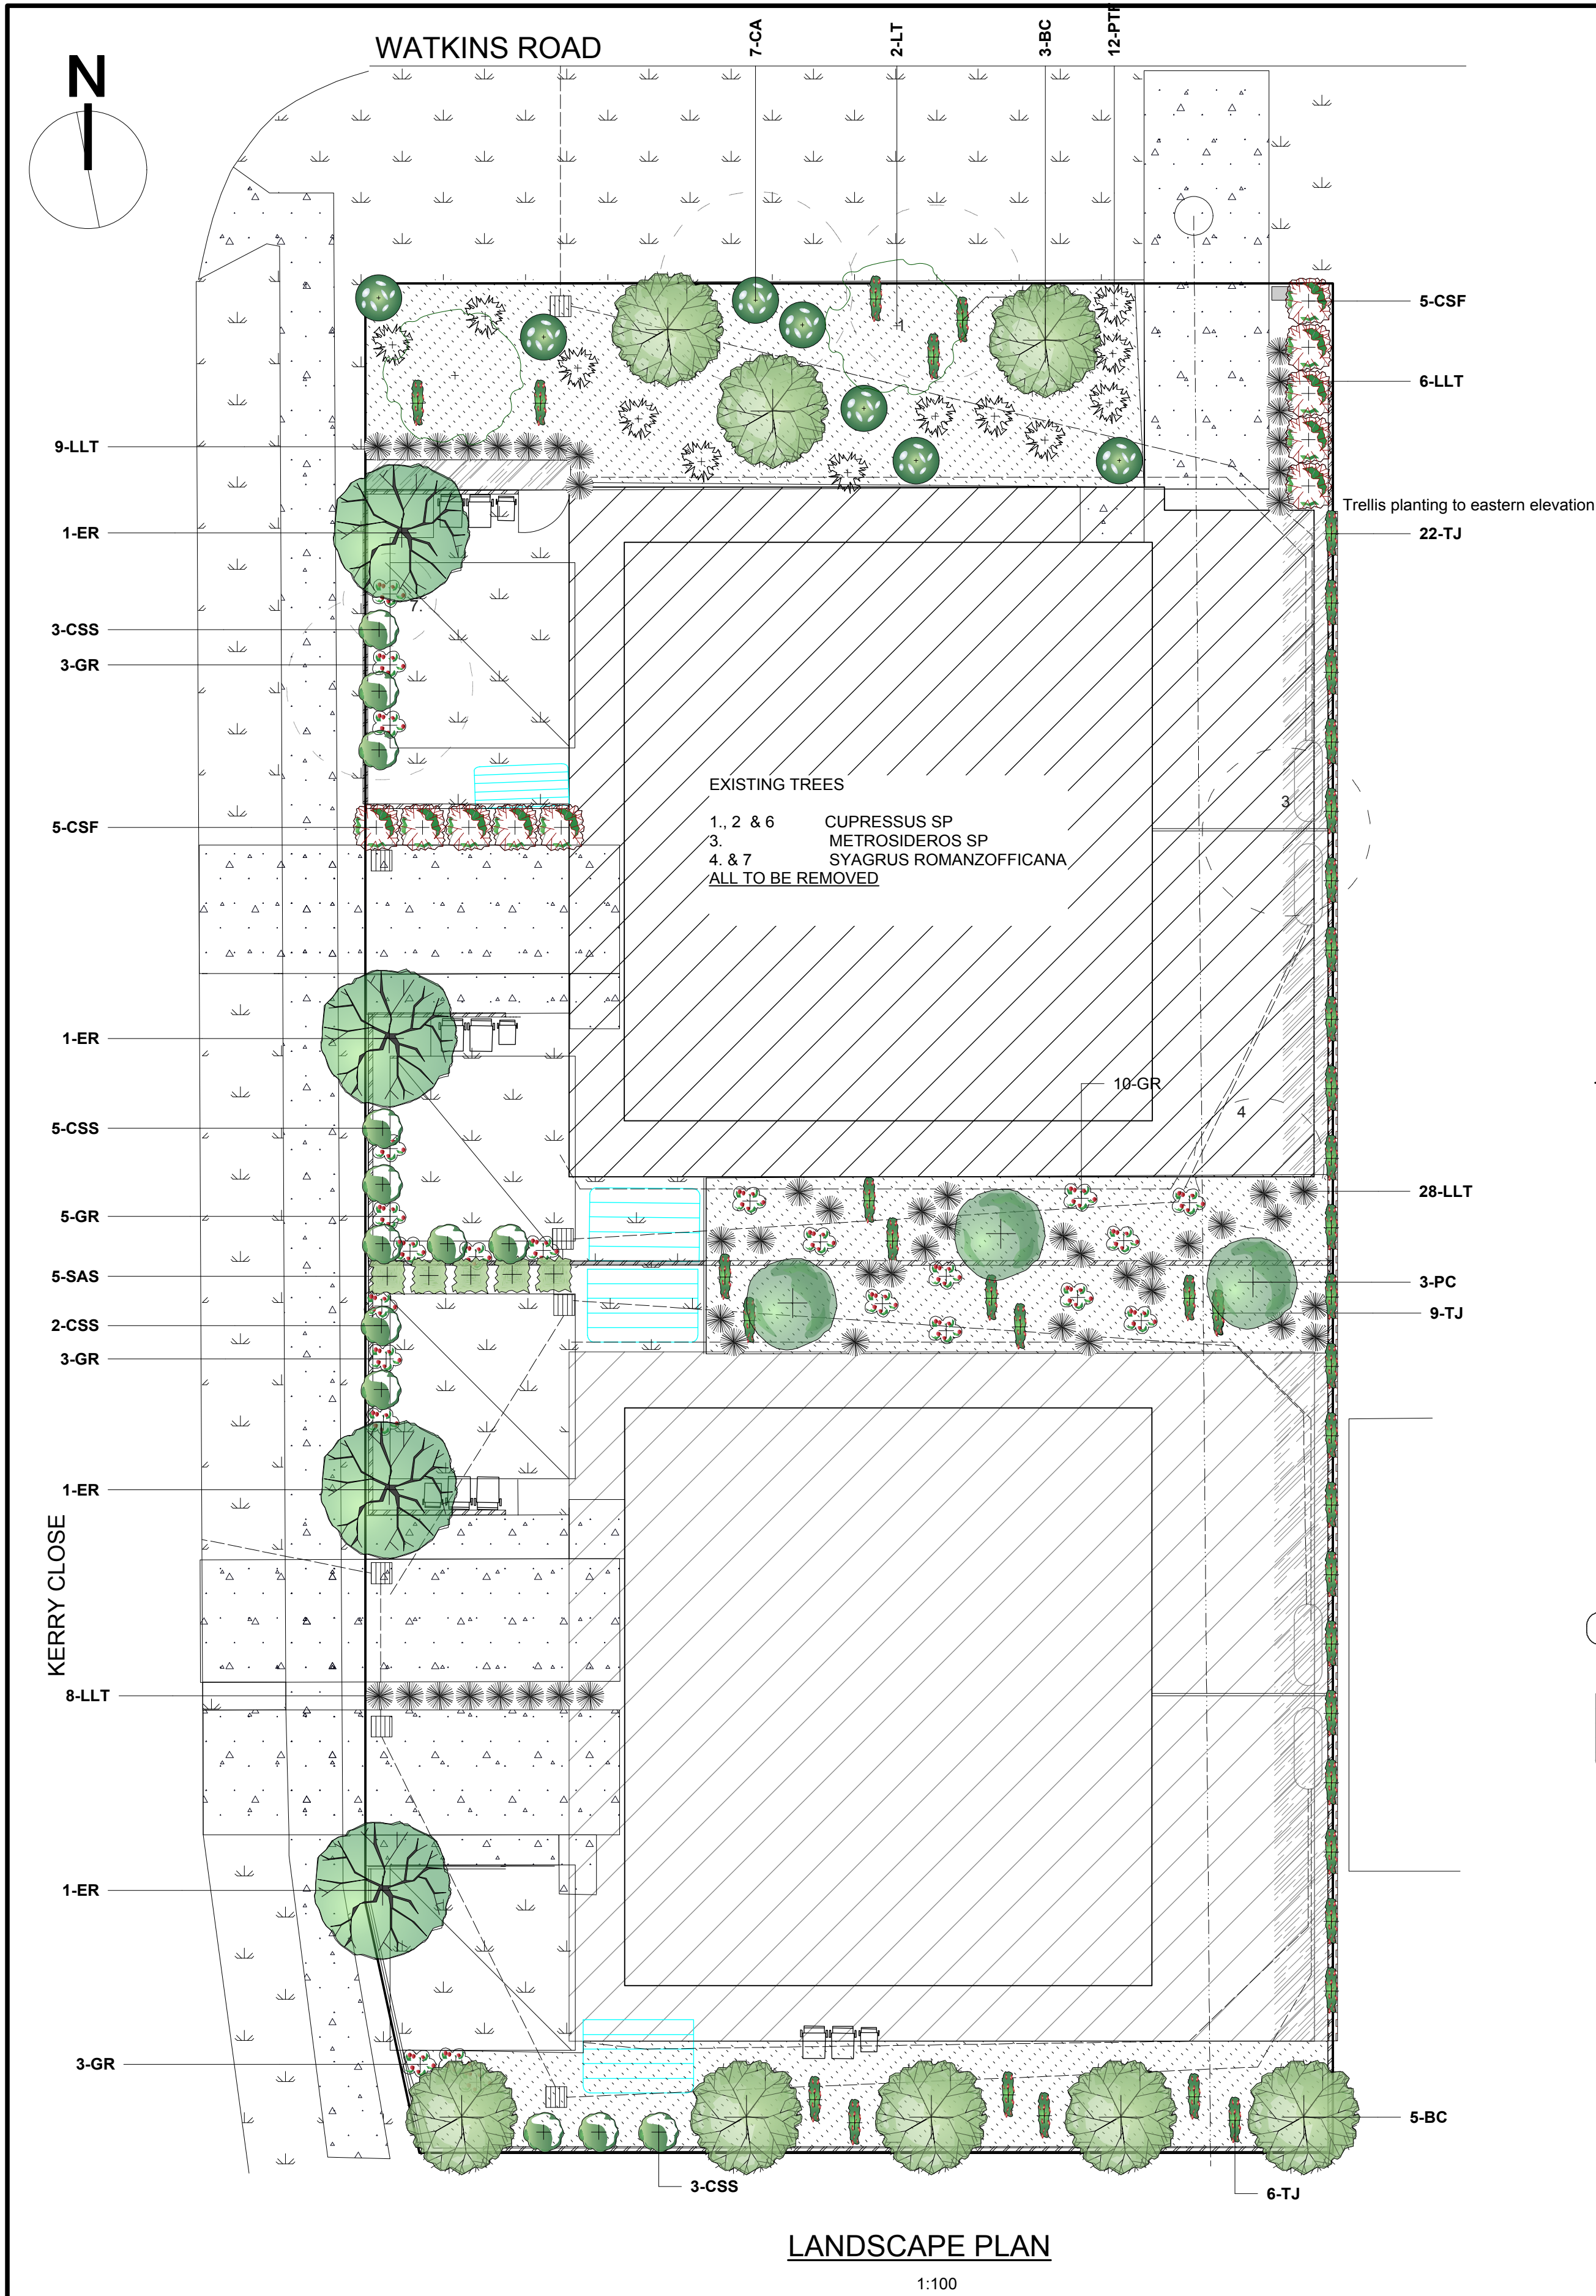 WATKINS ROAD
N
7-CA
2-LT
3-BC
5-CSF
6-LLT
1
9-LLT
Trellis planting to eastern elevation
1-ER
22-TJ
7.
3-CSS
3-GR
EXISTING TREES
1., 2 & 6 CUPRESSUS SP
3. METROSIDEROS SP
4. & 7 SYAGRUS ROMANZOFFICANA
ALL TO BE REMOVED
3
5-CSF
1-ER
10-GR
4
5-CSS
28-LLT
5-GR
5-SAS
3-PC
9-TJ
2-CSS
3-GR
1-ER
KERRY CLOSE
8-LLT
1-ER
3-GR
5-BC
3-CSS
6-TJ
LANDSCAPE PLAN
1:100